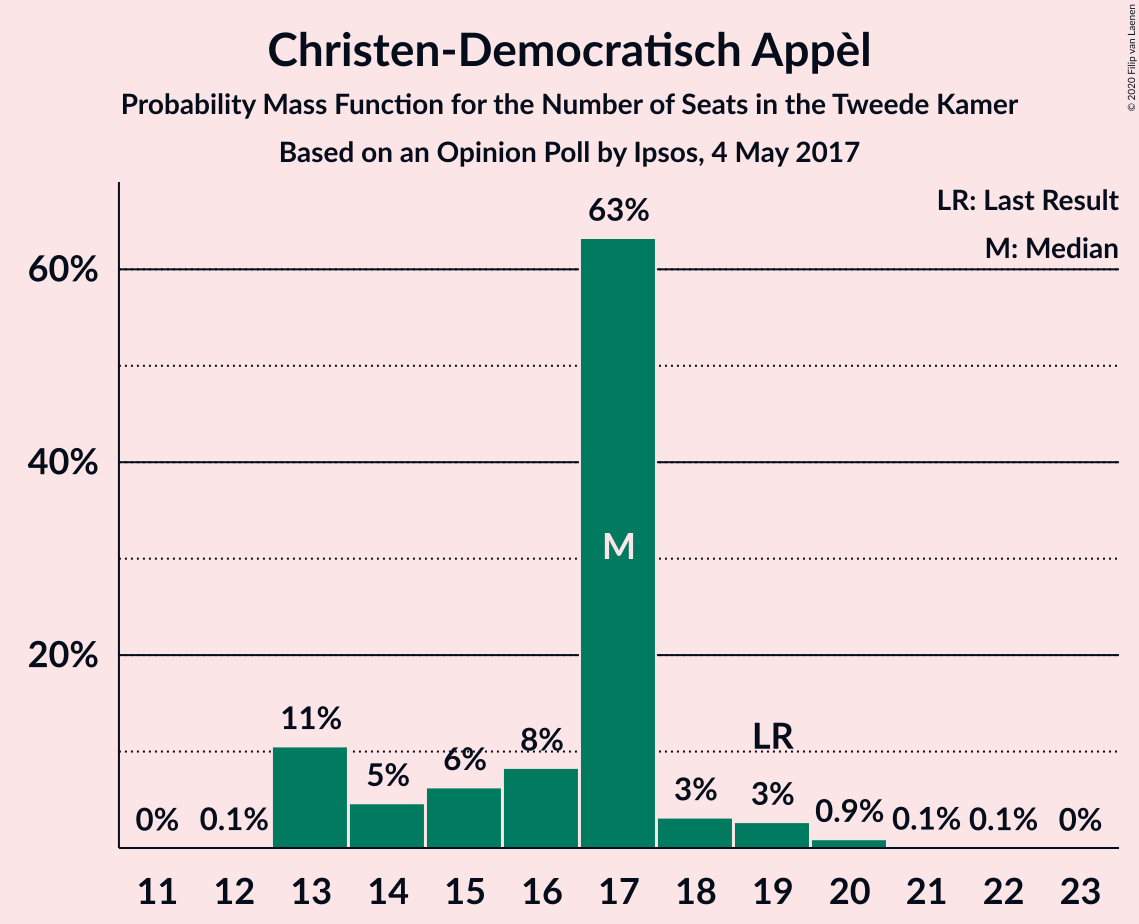 Christen-Democratisch Appèl
Probability Mass Function for the Number of Seats in the Tweede Kamer
Based on an Opinion Poll by Ipsos, 4 May 2017
© 2020 Filip van Laenen
LR: Last Result
M: Median
60%
40%
20%
0%
0.1%
11%
5%
6%
8%
63%
M
3%
LR
3%
0.9%
0.1%
0.1%
0%
11 12 13 14 15 16 17 18 19 20 21 22 23